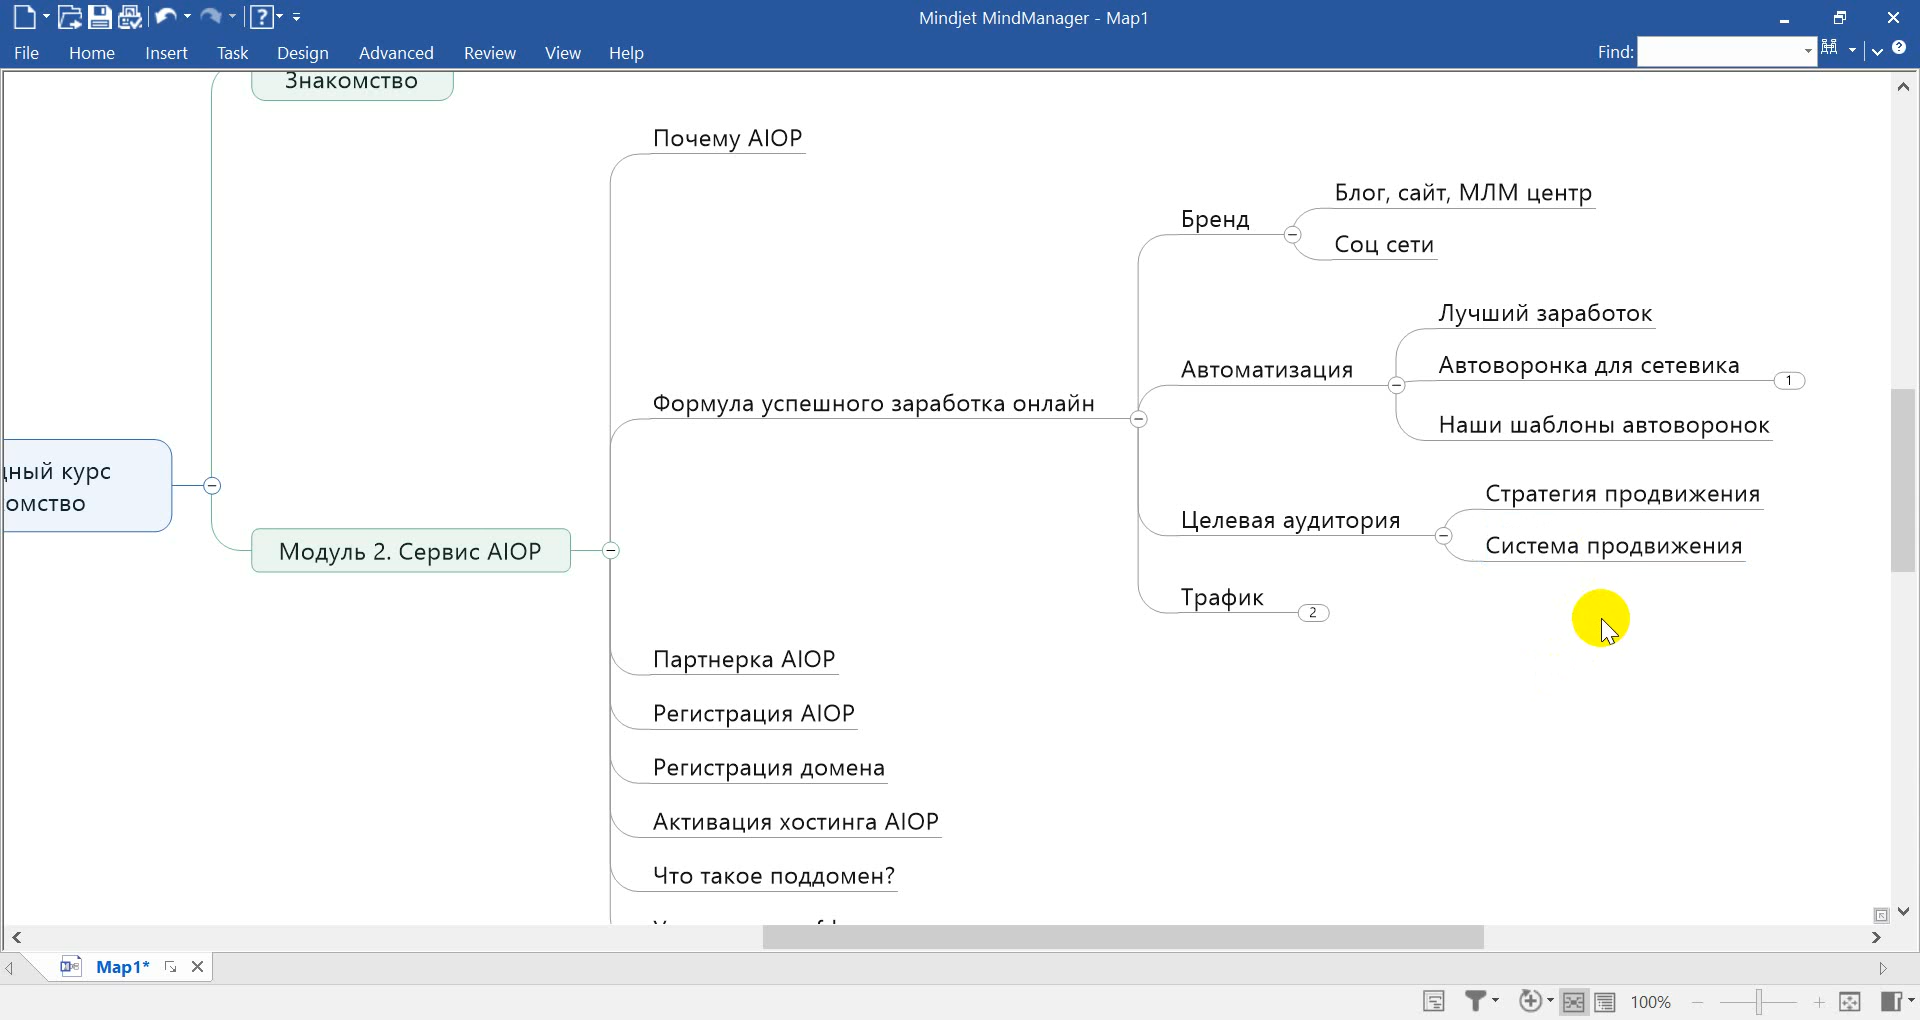 Mindjet MindManager - Map1
File Home Insert Task Design Advanced Review View Help
Find:
Знакомство
Почему AIOP
Блог, сайт, МЛМ центр
Бренд
Соц сети
Лучший заработок
Автоматизация
Автоворонка для сетевика 1
Формула успешного заработка онлайн
Наши шаблоны автоворонок
Стратегия продвижения
Целевая аудитория
Система продвижения
Модуль 2. Сервис AIOP
Трафик 2
Партнерка AIOP
Регистрация AIOP
Регистрация домена
Активация хостинга AIOP
Что такое поддомен?
курс
Map1*
100%